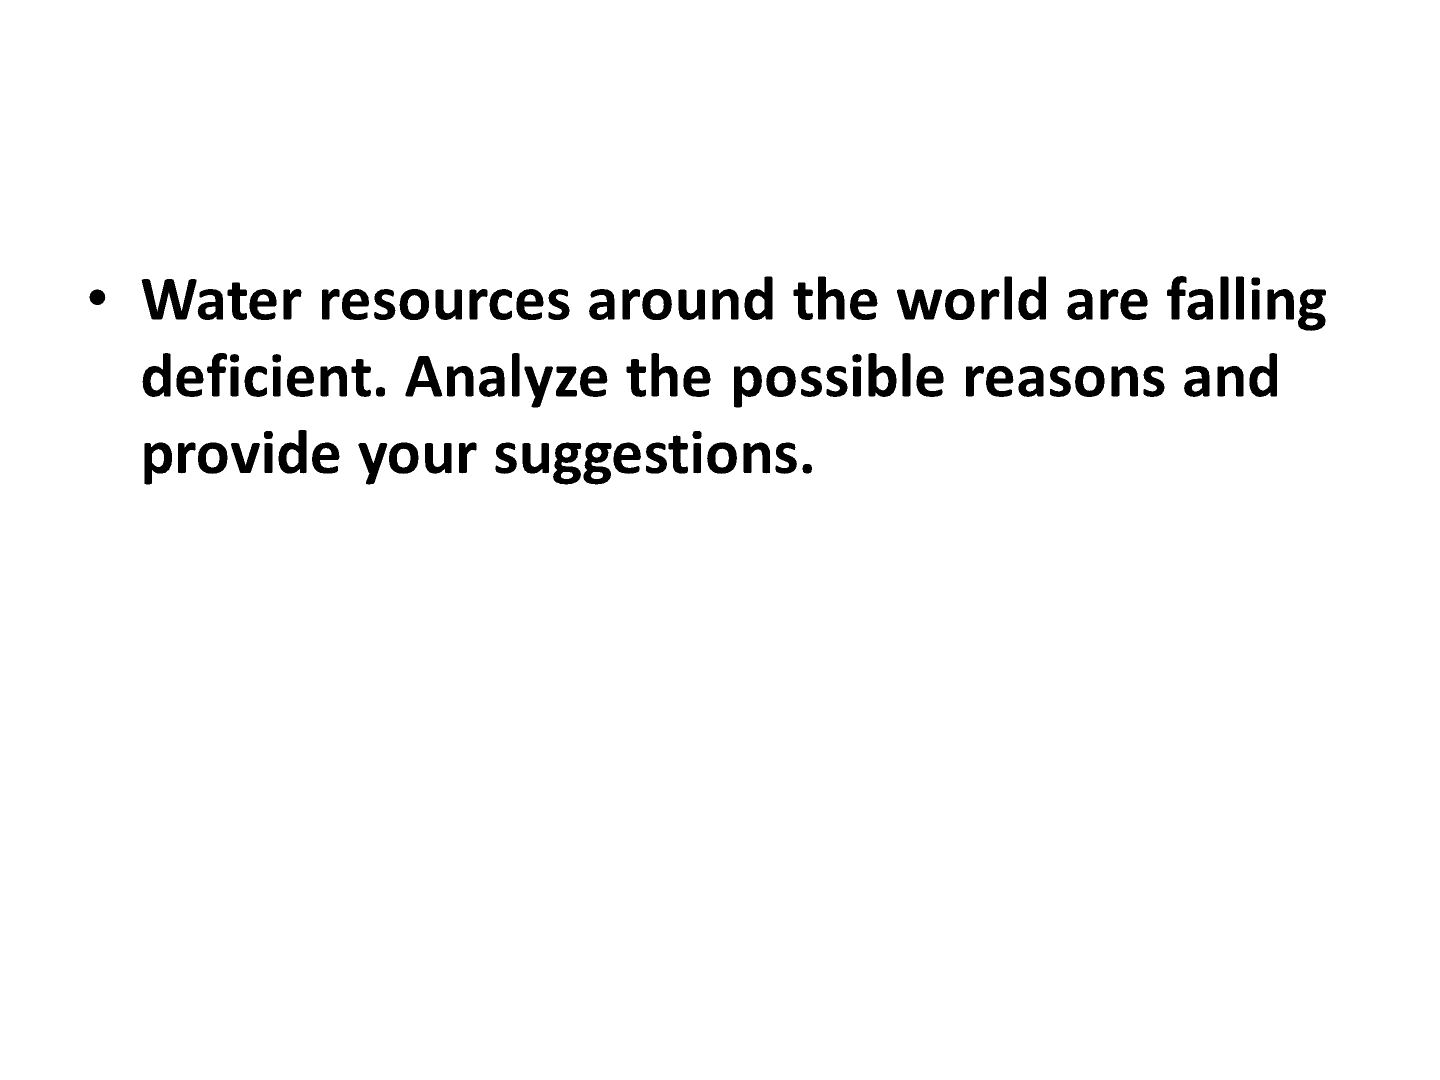 • Water resources around the world are falling
deficient. Analyze the possible reasons and
provide your suggestions.